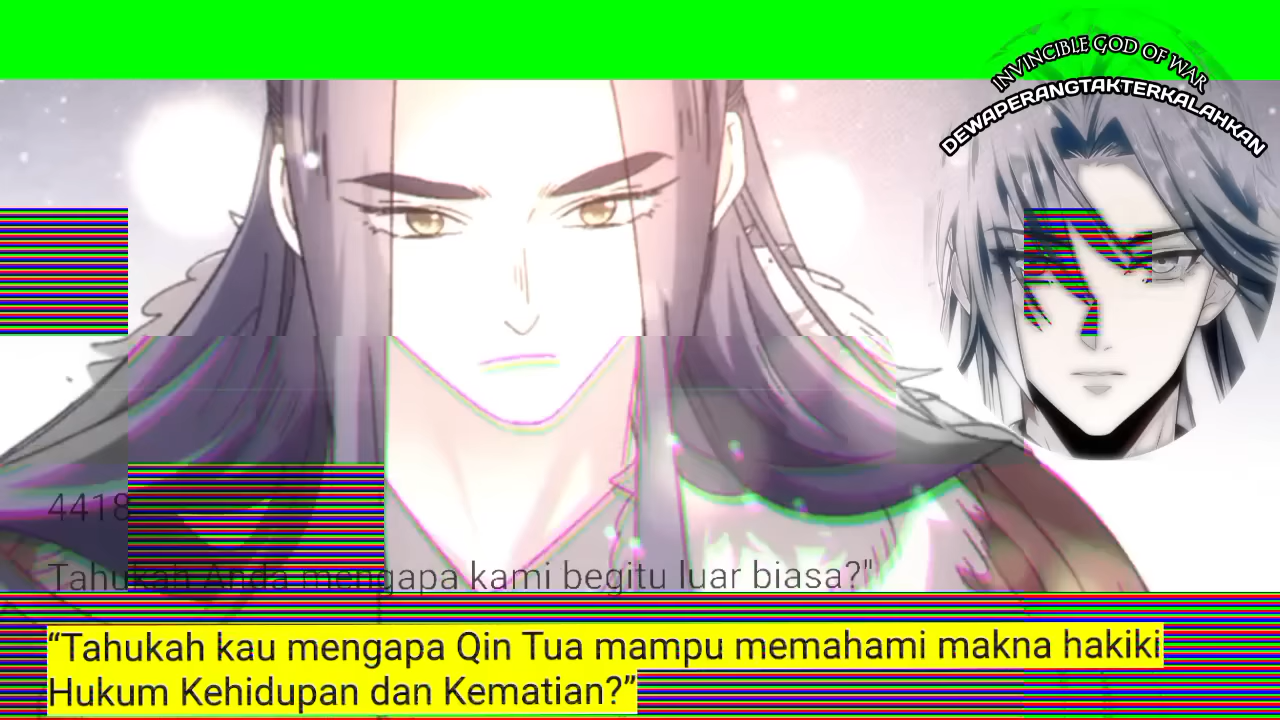 INVINCIBLE GOD OF WAR
DEWAPERANGTAKTERKALAHKAN
4418
Tahukah Anda mengapa kami begitu luar biasa?"
“Tahukah kau mengapa Qin Tua mampu memahami makna hakiki
Hukum Kehidupan dan Kematian?”